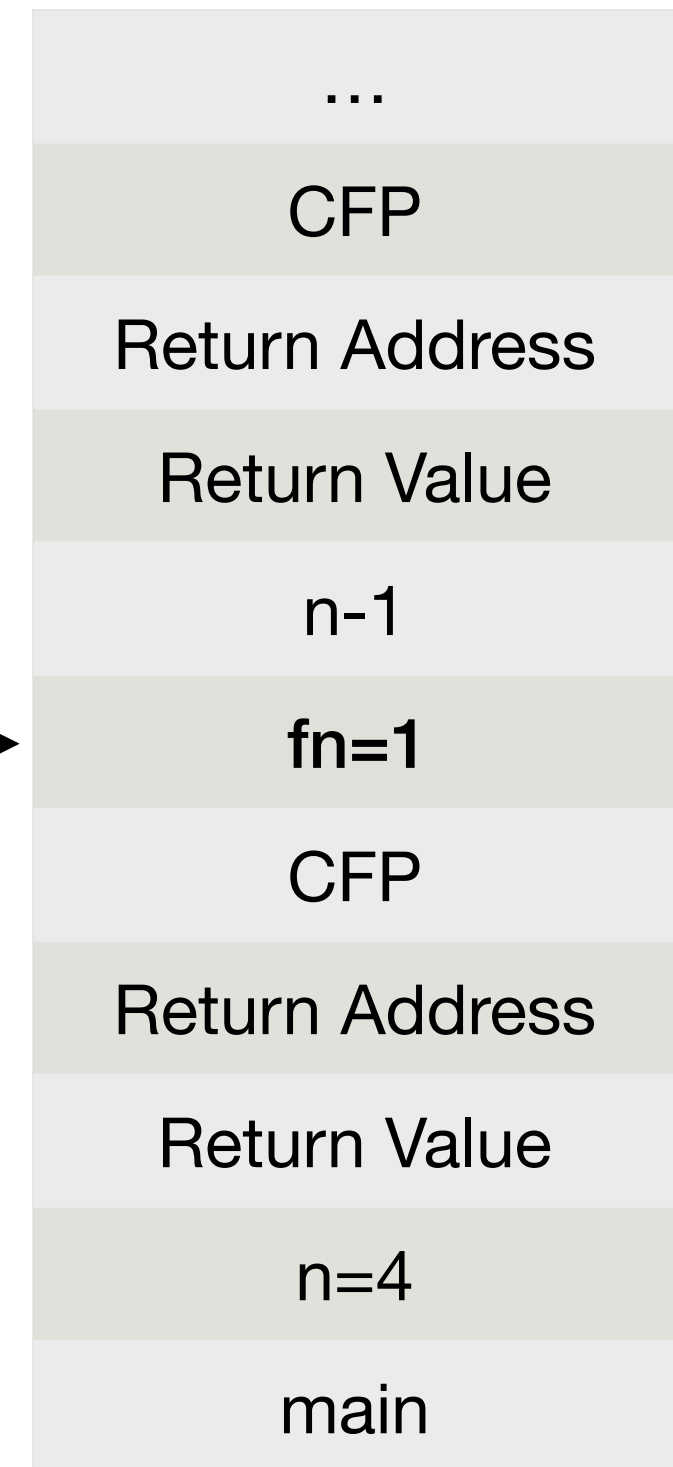 ...
CFP
Return Address
Return Value
n-1
fn=1
CFP
Return Address
Return Value
n=4
main